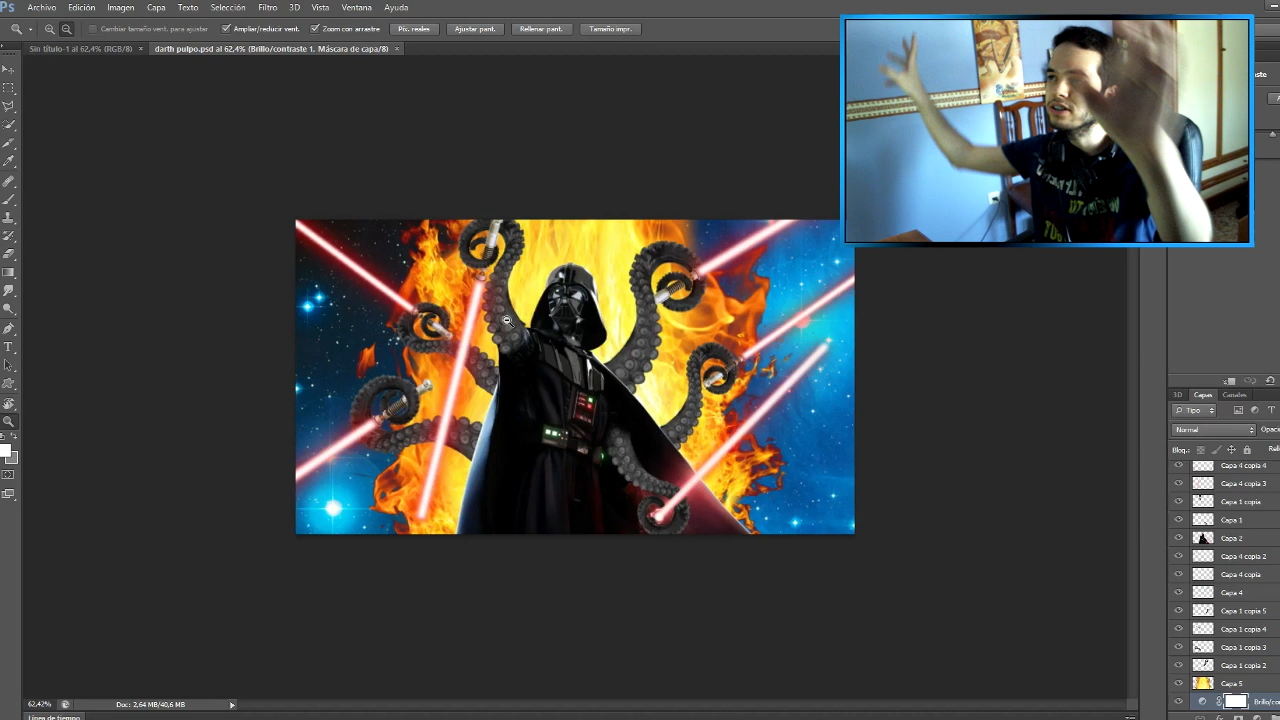 Ps Archivo Edición Imagen Capa Texto Selección Filtro 3D Vista Ventana Ayuda
Cambiar tamaño vent. para ajustar Ampliar/reducir vent. Zoom con arrastre Píx. reales Ajustar pant. Rellenar pant. Tamaño impr.
Sin título-1 al 62,4% (RGB/8) × darth pulpo.psd al 62,4% (Brillo/contraste 1, Máscara de capa/8) ×
3D Capas Canales
Tipo
Normal Opac
Bloq.:
Capa 4 copia 4
Capa 4 copia 3
Capa 1 copia
Capa 1
Capa 2
Capa 4 copia 2
Capa 4 copia
Capa 4
Capa 1 copia 5
Capa 1 copia 4
Capa 1 copia 3
Capa 1 copia 2
Capa 5
Brillo/co
62,42% Doc: 2,64 MB/40,6 MB
Línea de tiempo